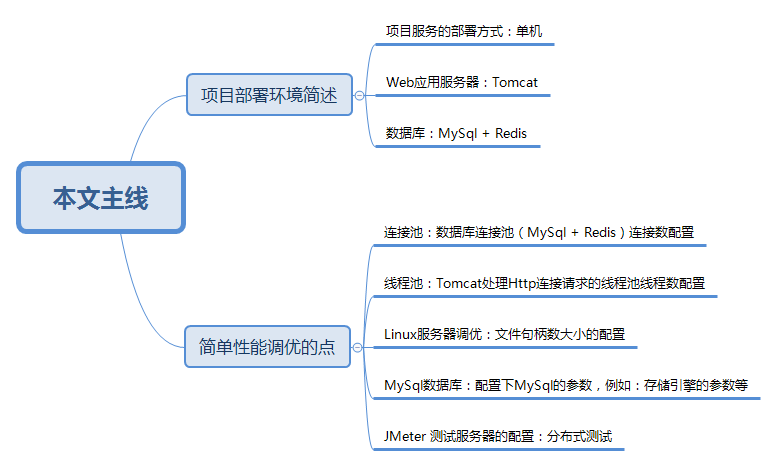 本文主线
项目部署环境简述
项目服务的部署方式：单机
Web应用服务器：Tomcat
数据库：MySql + Redis
简单性能调优的点
连接池：数据库连接池（MySql + Redis）连接数配置
线程池：Tomcat处理Http连接请求的线程池线程数配置
Linux服务器调优：文件句柄数大小的配置
MySql数据库：配置下MySql的参数，例如：存储引擎的参数等
JMeter 测试服务器的配置：分布式测试